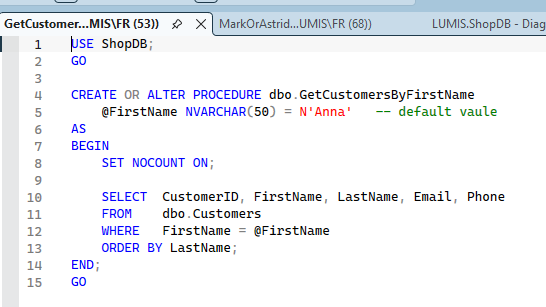 GetCustomer...MIS\FR (53))
MarkOrAstrid...UMIS\FR (68))
LUMIS.ShopDB - Diag
1 USE ShopDB;
2 GO
3
4 CREATE OR ALTER PROCEDURE dbo.GetCustomersByFirstName
5 @FirstName NVARCHAR(50) = N'Anna' -- default vaule
6 AS
7 BEGIN
8 SET NOCOUNT ON;
9
10 SELECT CustomerID, FirstName, LastName, Email, Phone
11 FROM dbo.Customers
12 WHERE FirstName = @FirstName
13 ORDER BY LastName;
14 END;
15 GO